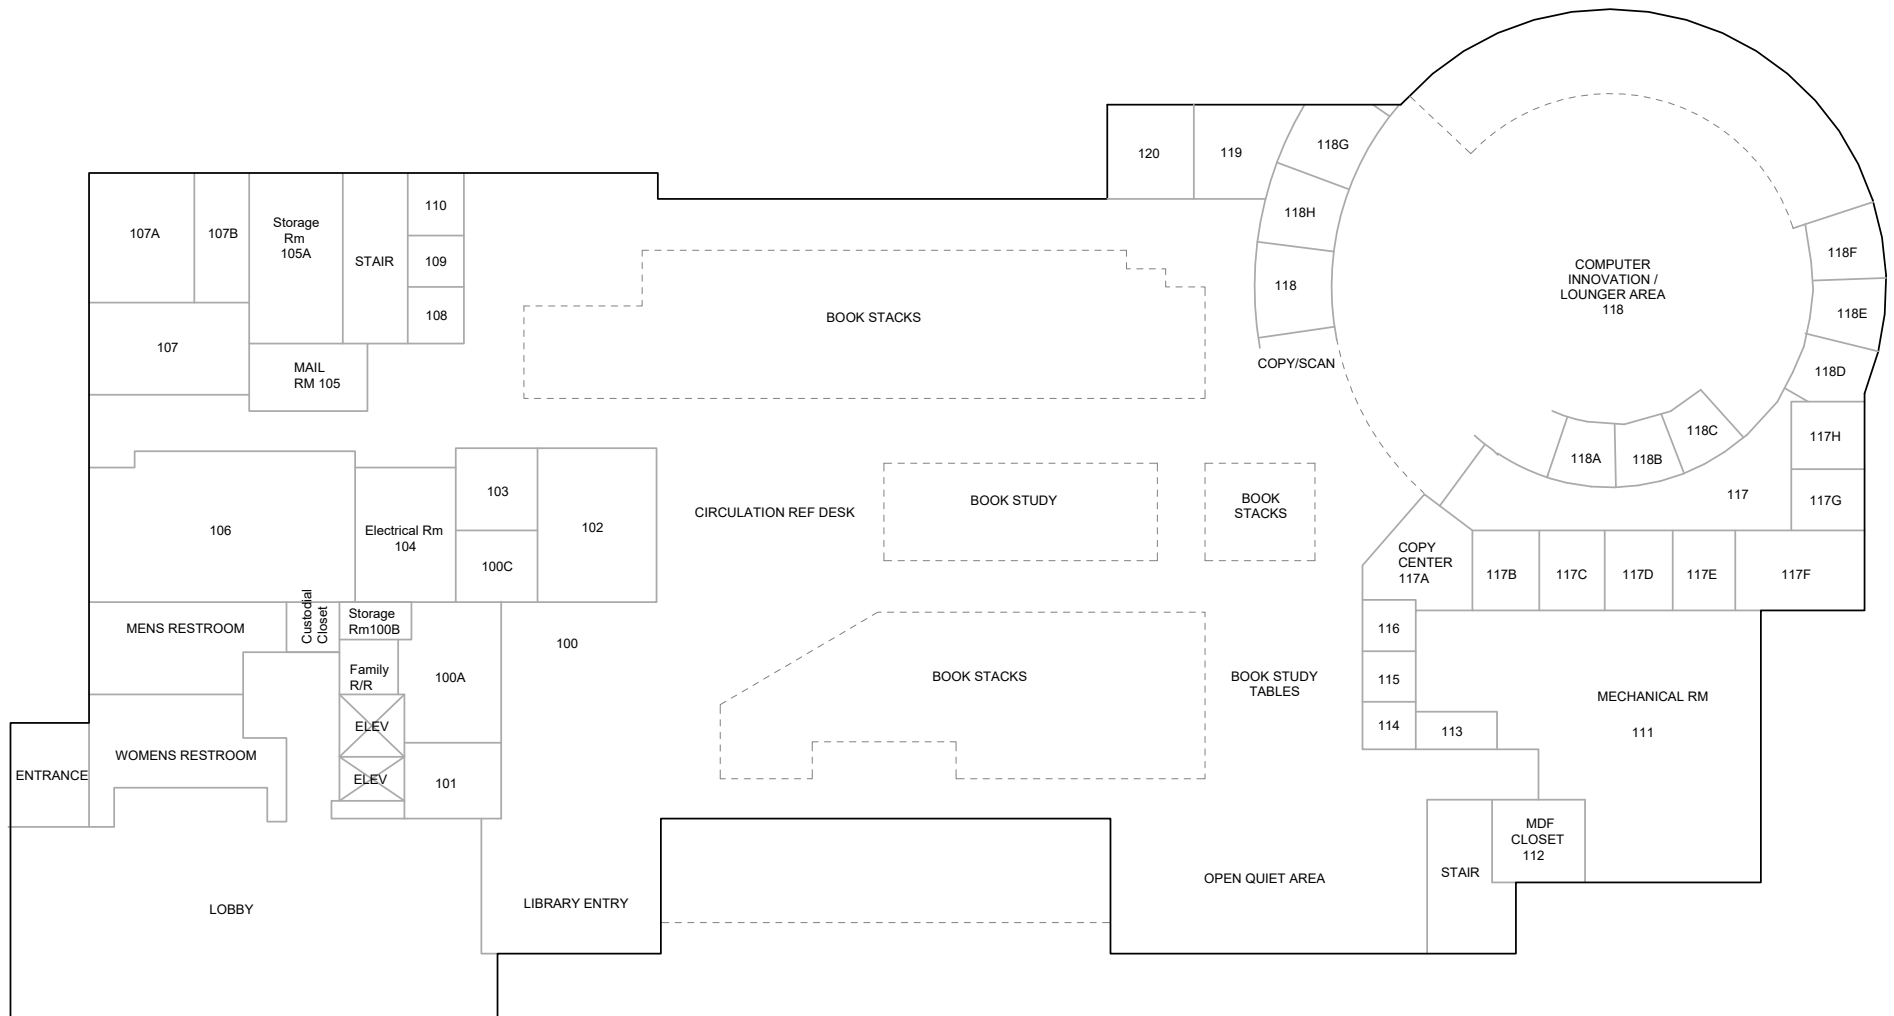 120
119
118G
118H
118
COPY/SCAN
COMPUTER
INNOVATION /
LOUNGER AREA
118
118F
118E
118D
118C
118B
118A
117H
117G
117
107A
107B
Storage
Rm
105A
STAIR
110
109
108
107
MAIL
RM 105
BOOK STACKS
106
Electrical Rm
104
103
100C
102
CIRCULATION REF DESK
BOOK STUDY
BOOK
STACKS
COPY
CENTER
117A
117B
117C
117D
117E
117F
MENS RESTROOM
Custodial
Closet
Storage
Rm100B
Family
R/R
100A
100
BOOK STACKS
BOOK STUDY
TABLES
116
115
114
113
MECHANICAL RM
111
ENTRANCE
WOMENS RESTROOM
ELEV
ELEV
101
MDF
CLOSET
112
STAIR
OPEN QUIET AREA
LIBRARY ENTRY
LOBBY